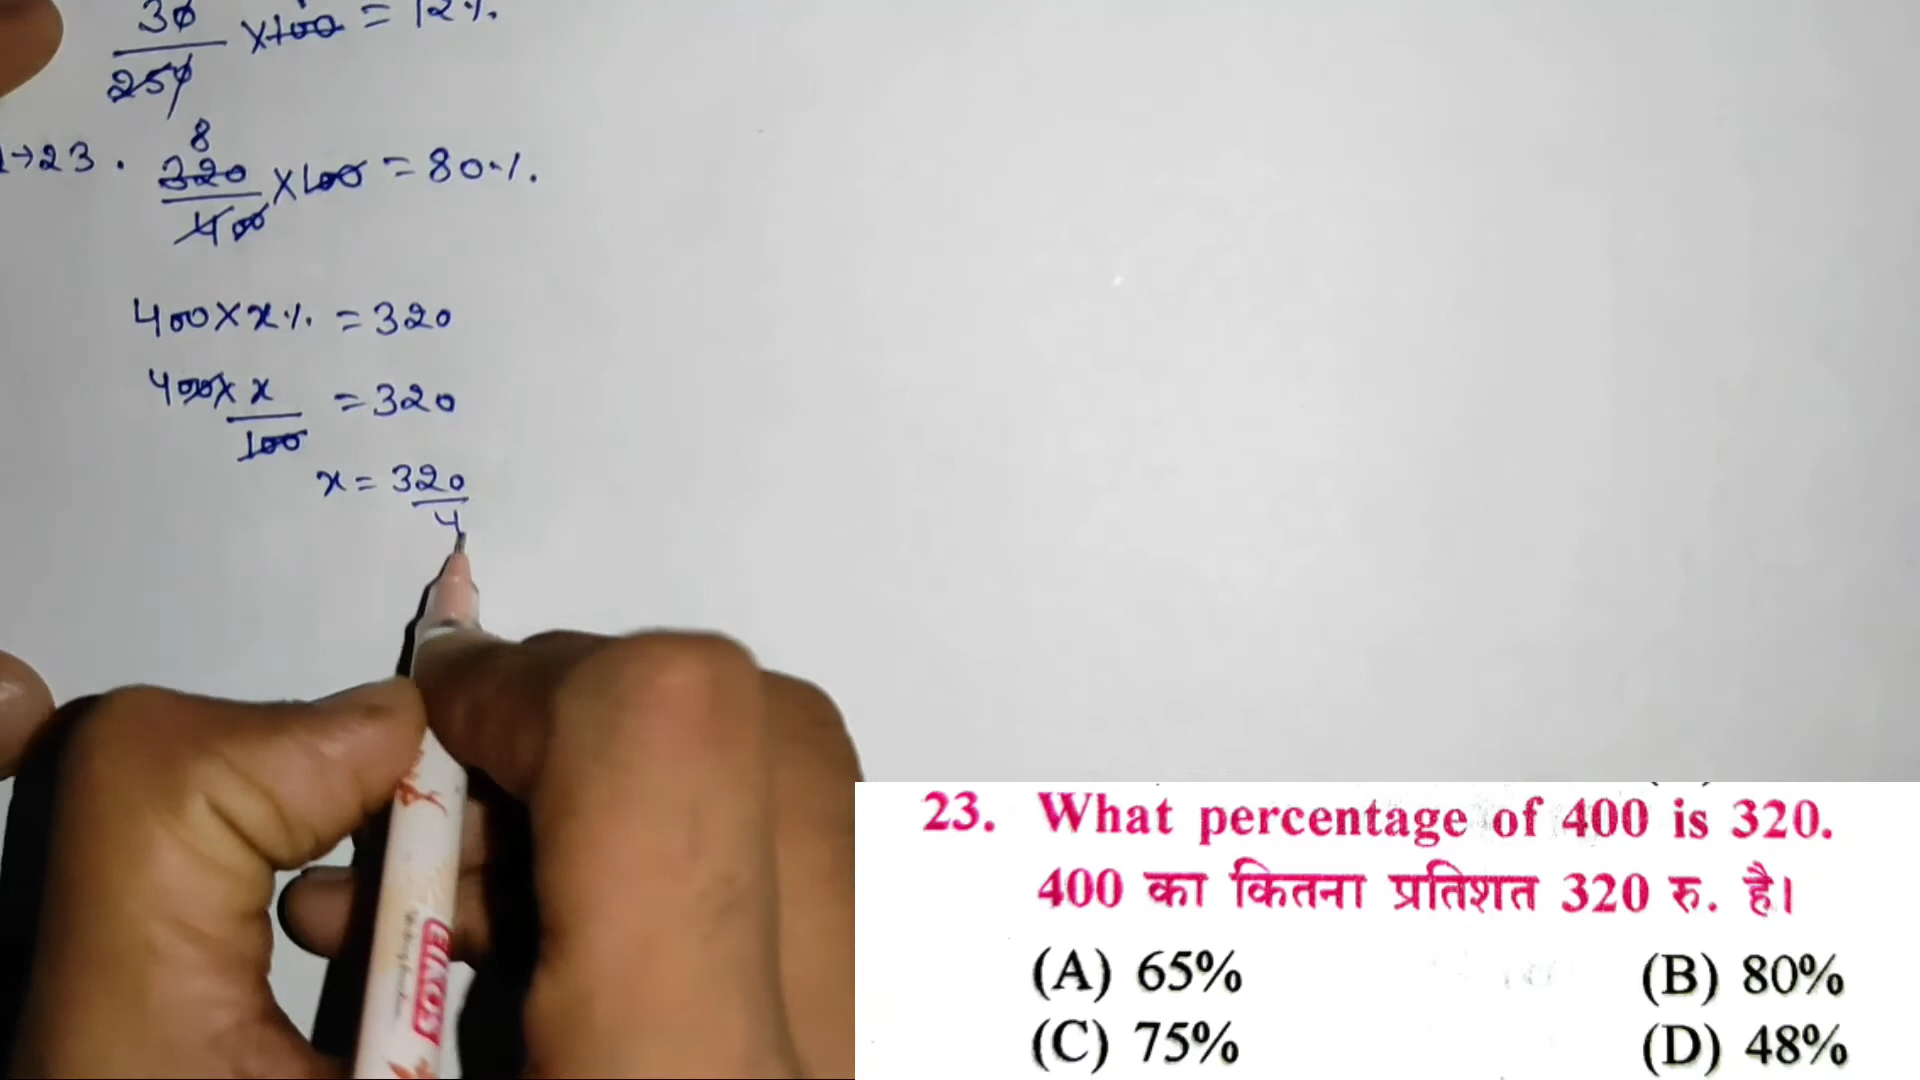 30/250 ×100 = 12%.
→23. 320/400 ×100 = 80%.
8
400×x% = 320
400×x/100 = 320
x = 320/4
23. What percentage of 400 is 320.
400 का कितना प्रतिशत 320 रु. है।
(A) 65% (B) 80%
(C) 75% (D) 48%